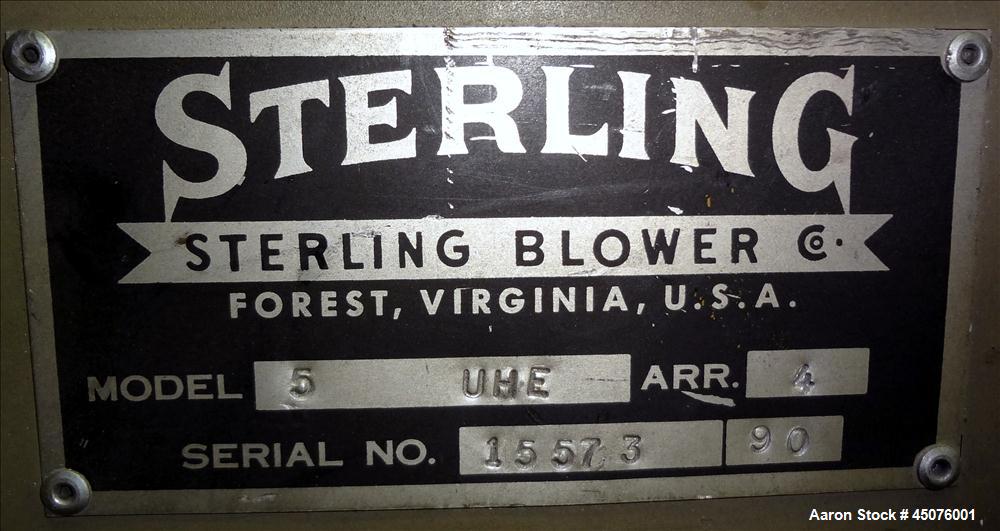 STERLING
STERLING BLOWER Co.
FOREST, VIRGINIA, U.S.A.
MODEL 5 UHE ARR. 4
SERIAL NO. 15573 90
Aaron Stock # 45076001